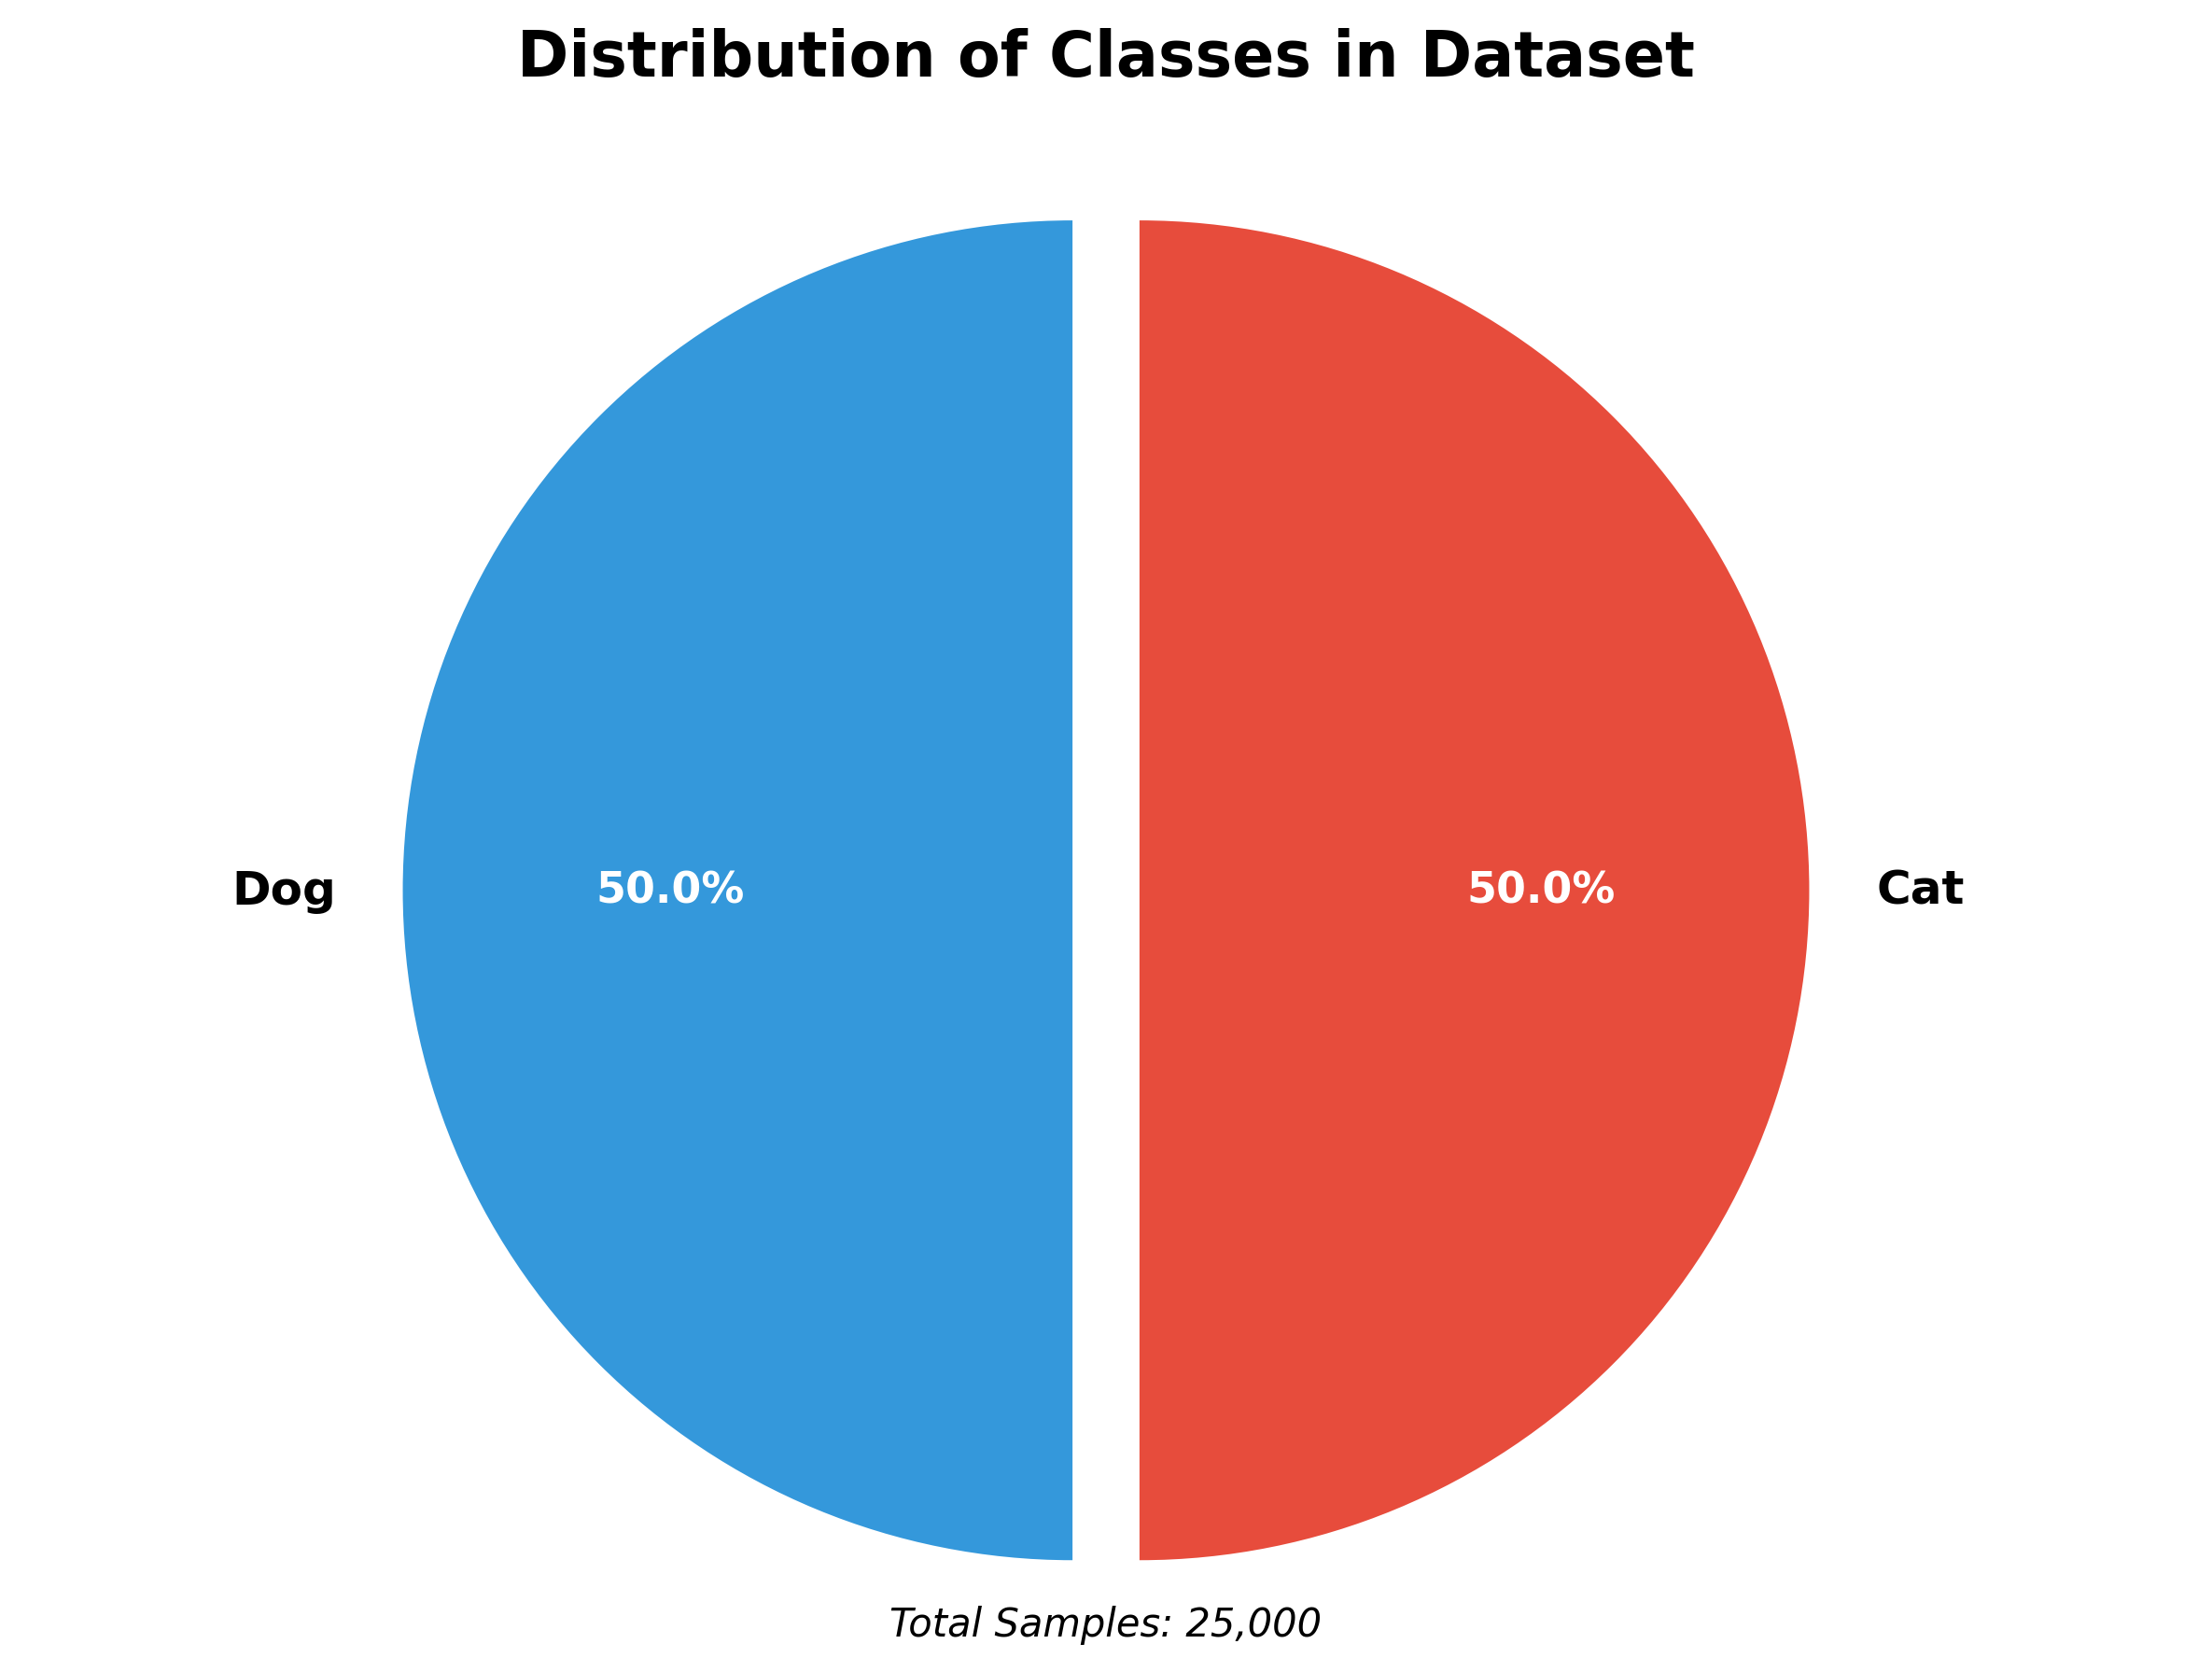 Distribution of Classes in Dataset
Dog
50.0%
50.0%
Cat
Total Samples: 25,000